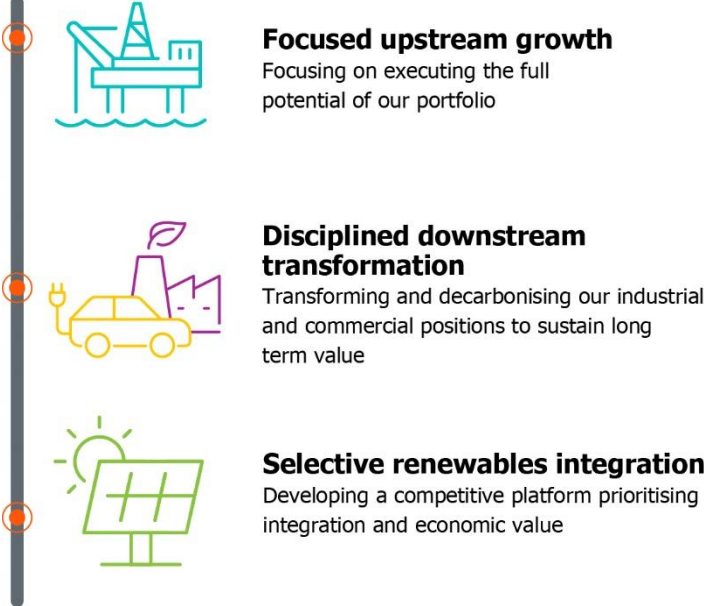 Focused upstream growth
Focusing on executing the full
potential of our portfolio
Disciplined downstream
transformation
Transforming and decarbonising our industrial
and commercial positions to sustain long
term value
Selective renewables integration
Developing a competitive platform prioritising
integration and economic value